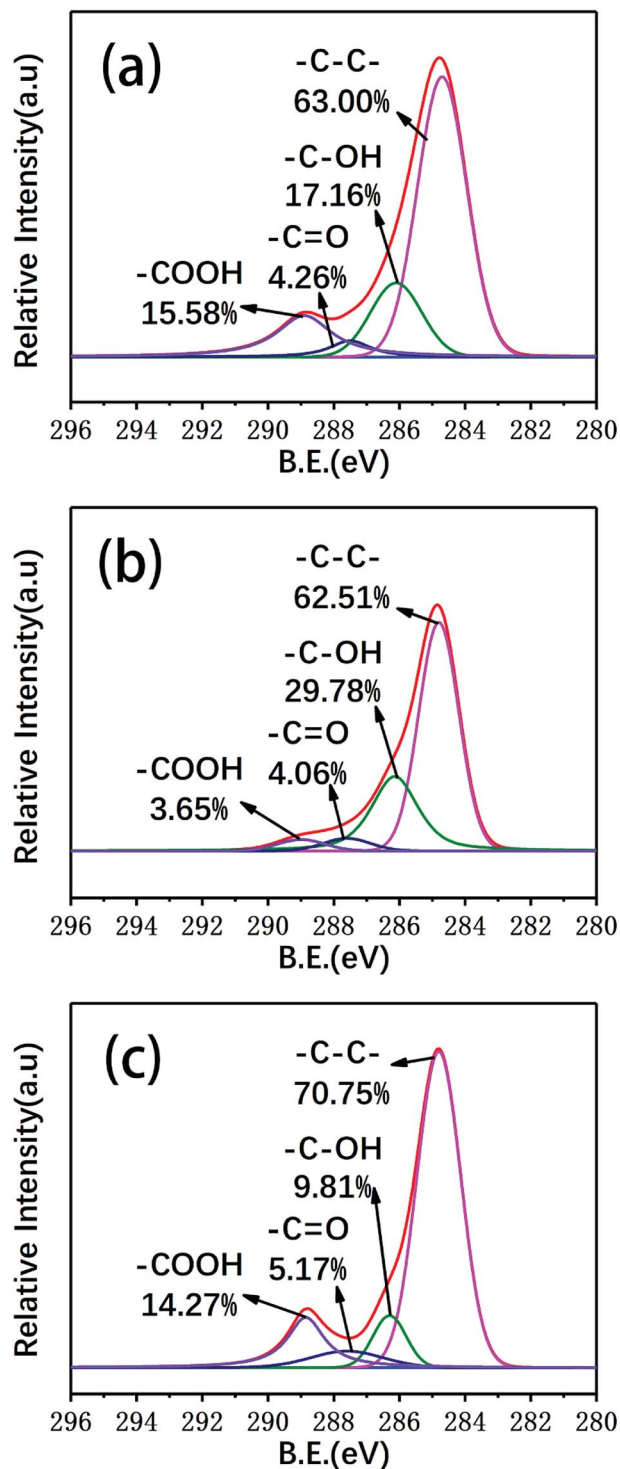 (a)
-C-C-
63.00%
-C-OH
17.16%
-C=O
4.26%
-COOH
15.58%
Relative Intensity(a.u)
296 294 292 290 288 286 284 282 280
B.E.(eV)
(b)
-C-C-
62.51%
-C-OH
29.78%
-C=O
4.06%
-COOH
3.65%
Relative Intensity(a.u)
296 294 292 290 288 286 284 282 280
B.E.(eV)
(c)
-C-C-
70.75%
-C-OH
9.81%
-C=O
5.17%
-COOH
14.27%
Relative Intensity(a.u)
296 294 292 290 288 286 284 282 280
B.E.(eV)